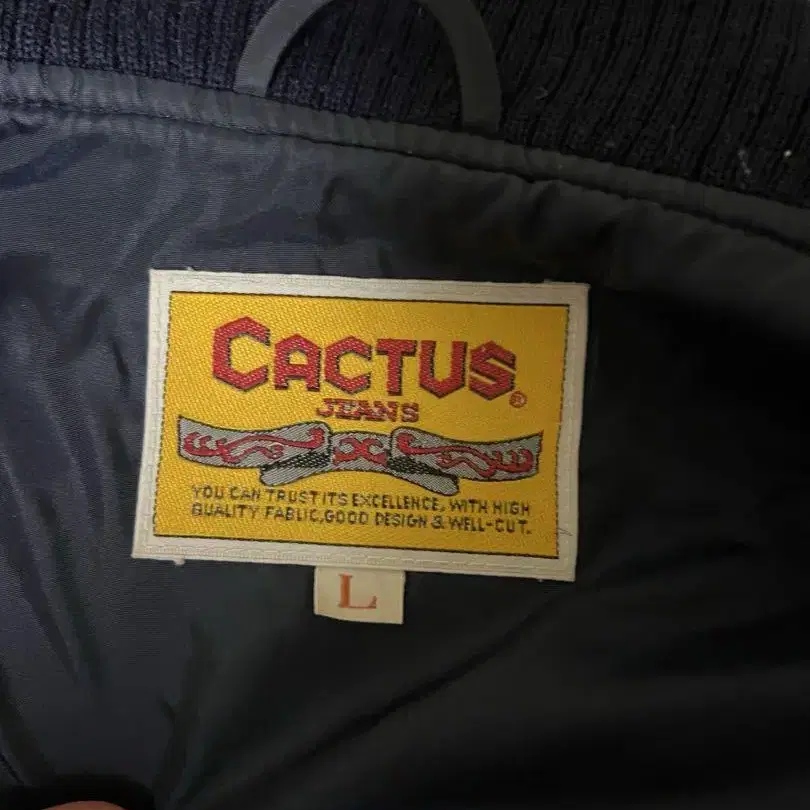 CACTUS®
JEANS
YOU CAN TRUST ITS EXCELLENCE, WITH HIGH
QUALITY FABLIC,GOOD DESIGN & WELL-CUT.
L